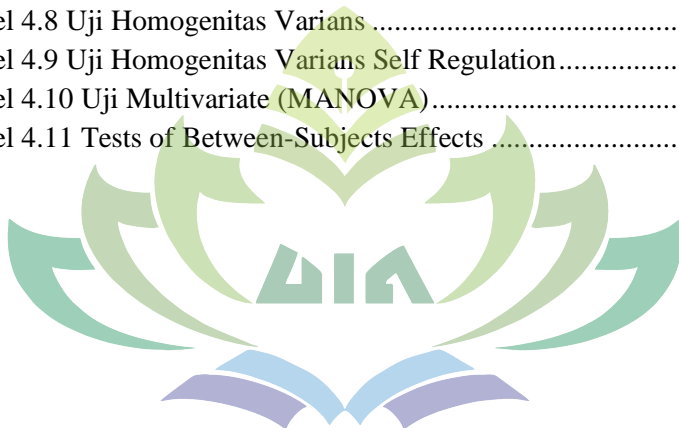 el 4.8 Uji Homogenitas Varians ..........................................
el 4.9 Uji Homogenitas Varians Self Regulation.................
el 4.10 Uji Multivariate (MANOVA)...................................
el 4.11 Tests of Between-Subjects Effects ..........................
UIN